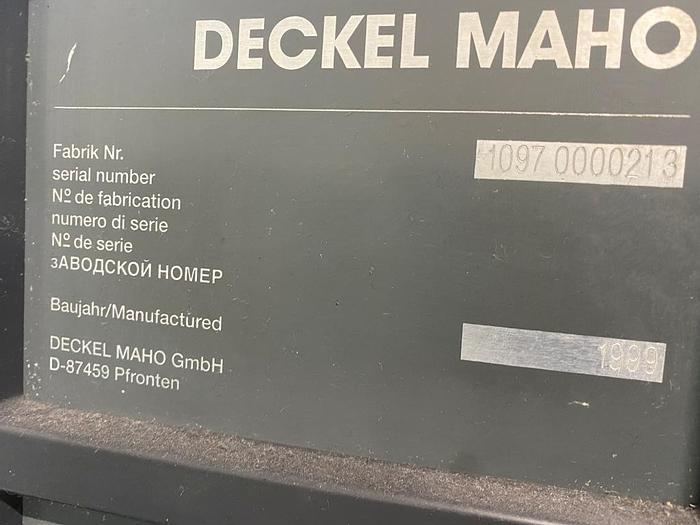 DECKEL MAHO
Fabrik Nr.
serial number
Nº de fabrication
numero di serie
Nº de serie
зАВОДСКОЙ НОМЕР
1097 0000213
Baujahr/Manufactured
1999
DECKEL MAHO GmbH
D-87459 Pfronten